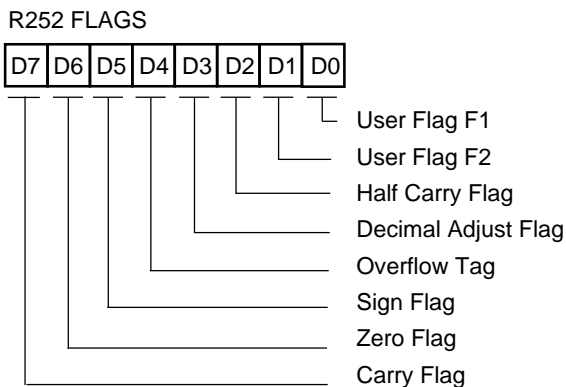 R252 FLAGS
D7 D6 D5 D4 D3 D2 D1 D0
User Flag F1
User Flag F2
Half Carry Flag
Decimal Adjust Flag
Overflow Tag
Sign Flag
Zero Flag
Carry Flag